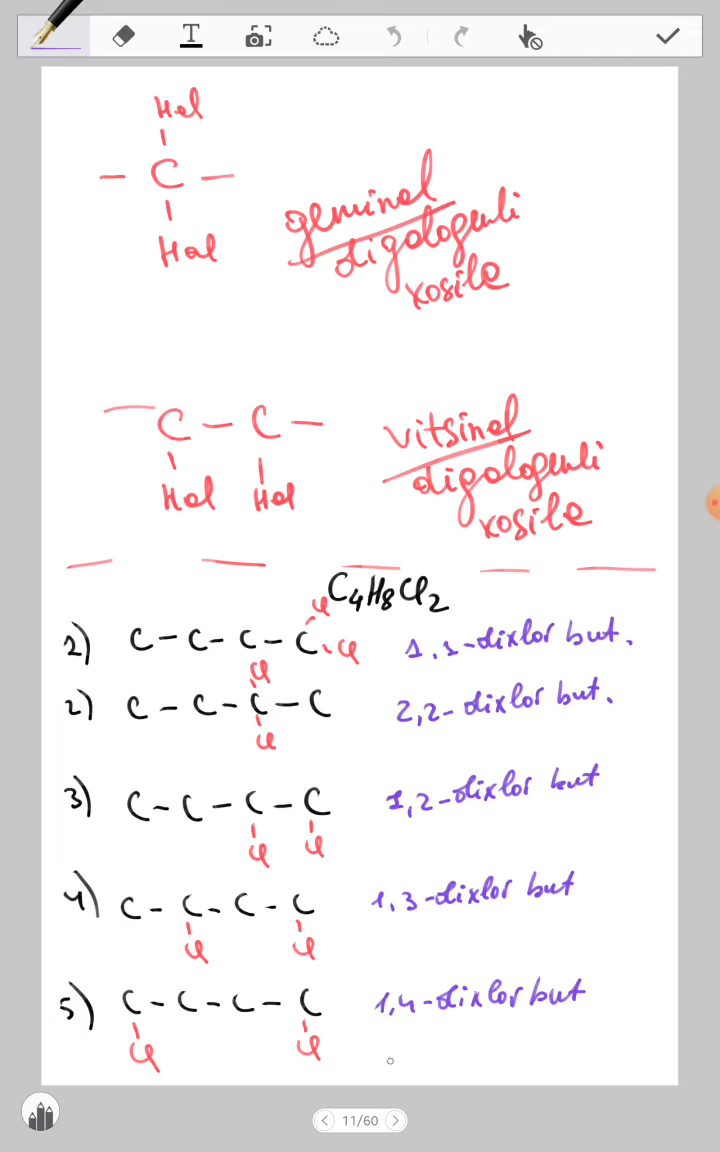 T
Hal
- C -
Hal
geminal
digalogenli
xosila
C - C -
Hal Hal
vitsinal
digalogenli
xosila
C4H8Cl2
1) C - C - C - C Cl Cl 1,1-dixlor but.
2) C - C - C - C 2,2-dixlor but.
Cl
Cl
3) C - C - C - C 1,2-dixlor but
Cl Cl
4) C - C - C - C 1,3-dixlor but
Cl Cl
5) C - C - C - C 1,4-dixlor but
Cl Cl
11/60